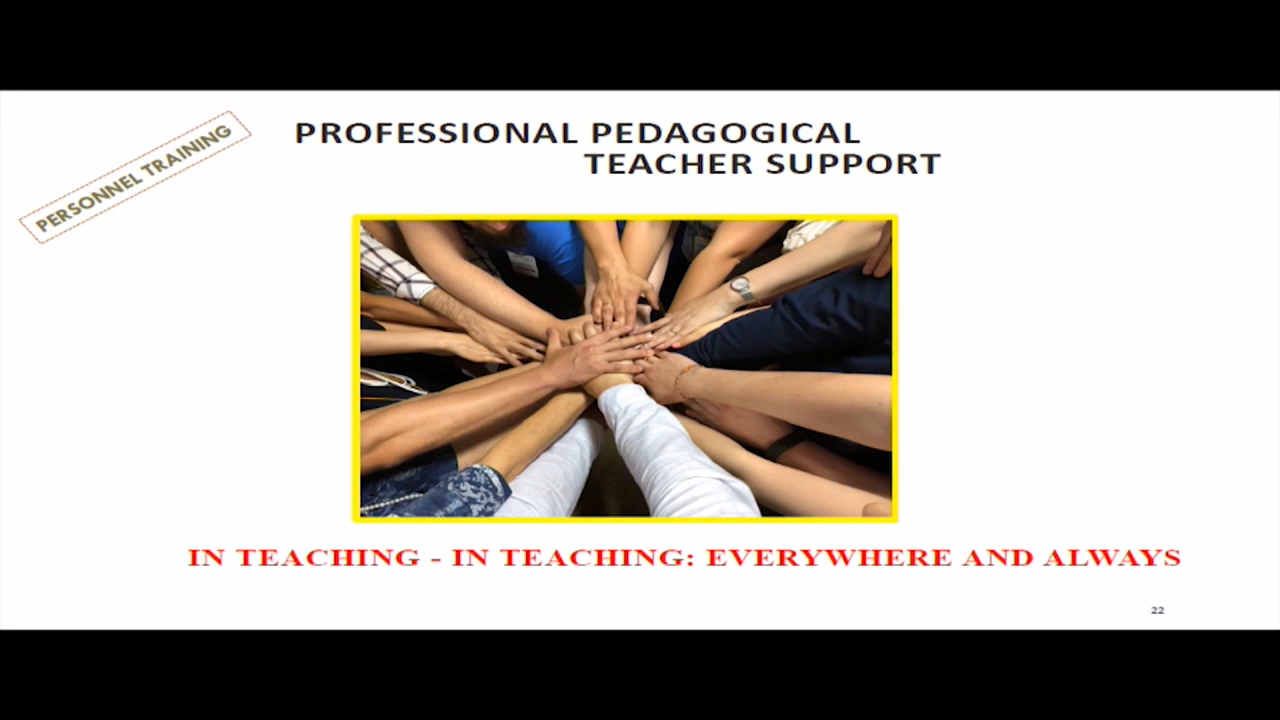 PERSONNEL TRAINING
PROFESSIONAL PEDAGOGICAL
TEACHER SUPPORT
IN TEACHING - IN TEACHING: EVERYWHERE AND ALWAYS
22